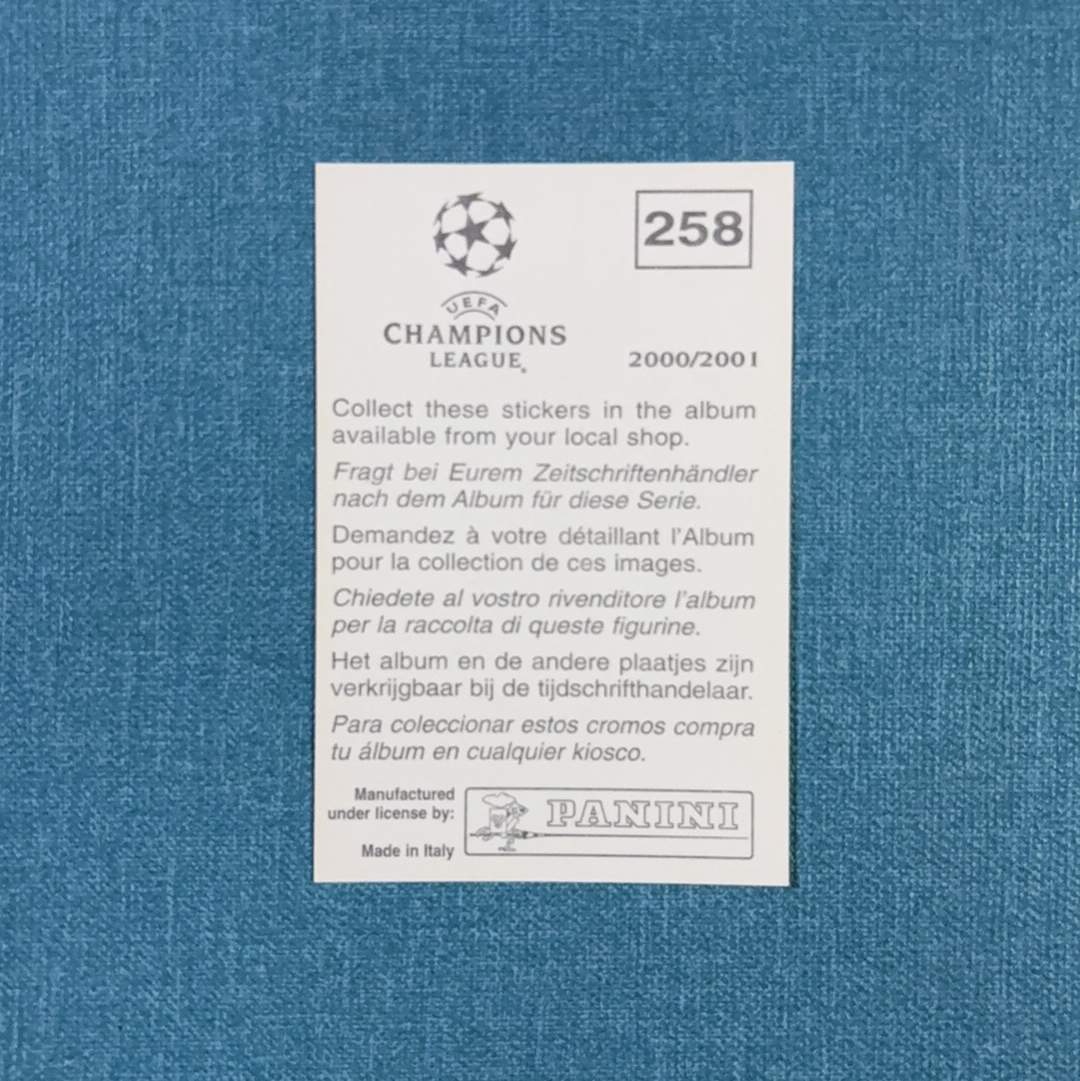 258
UEFA
CHAMPIONS
LEAGUE
2000/2001
Collect these stickers in the album
available from your local shop.
Fragt bei Eurem Zeitschriftenhändler
nach dem Album für diese Serie.
Demandez à votre détaillant l'Album
pour la collection de ces images.
Chiedete al vostro rivenditore l'album
per la raccolta di queste figurine.
Het album en de andere plaatjes zijn
verkrijgbaar bij de tijdschrifthandelaar.
Para coleccionar estos cromos compra
tu álbum en cualquier kiosco.
Manufactured
under license by:
Made in Italy
PANINI